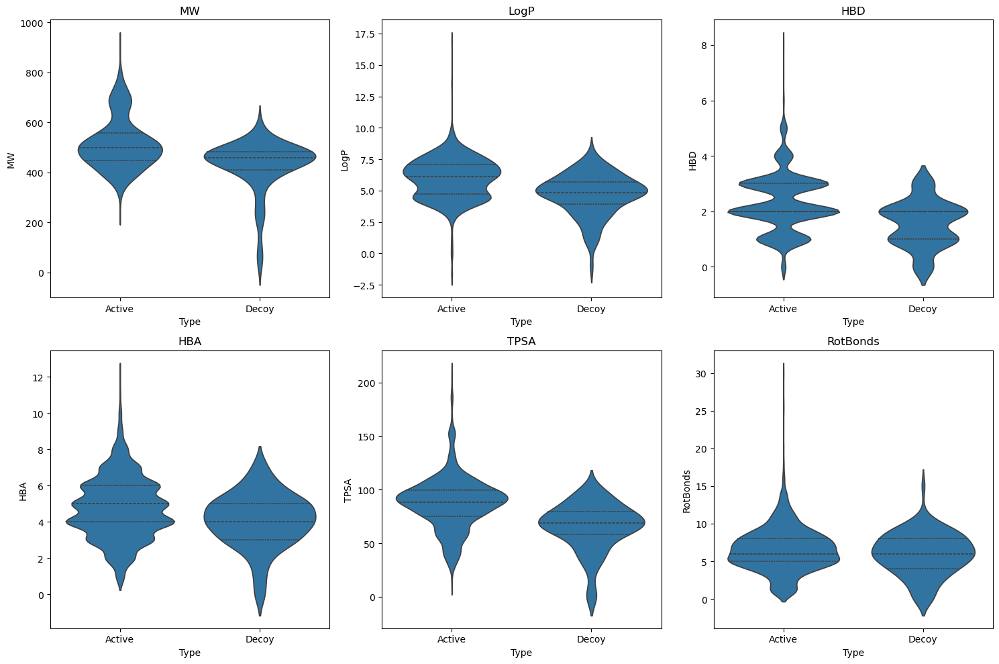 MW
LogP
HBD
1000
800
600
400
200
0
MW
Active
Decoy
Type
17.5
15.0
12.5
10.0
7.5
5.0
2.5
0.0
−2.5
LogP
Active
Decoy
Type
8
6
4
2
0
HBD
Active
Decoy
Type
HBA
TPSA
RotBonds
12
10
8
6
4
2
0
HBA
Active
Decoy
Type
200
150
100
50
0
TPSA
Active
Decoy
Type
30
25
20
15
10
5
0
RotBonds
Active
Decoy
Type